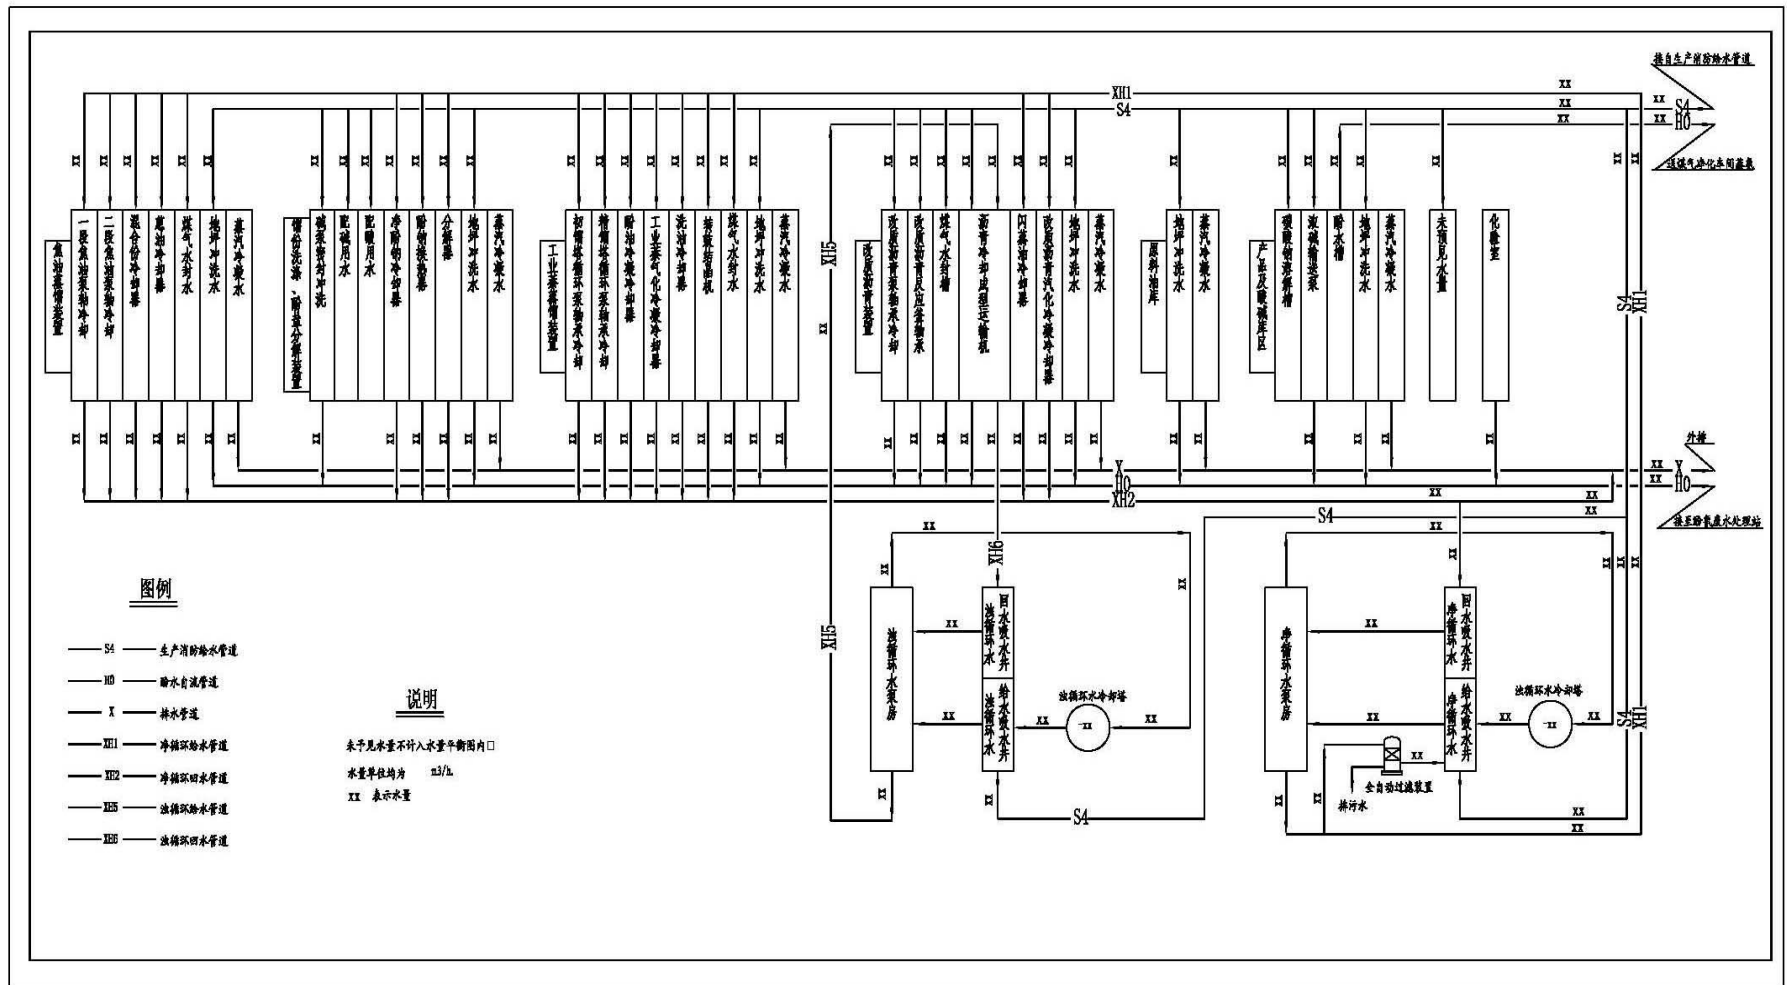 接自生产消防给水管道
XH1
S4
S4
H0
送煤气净化车间蒸氨
焦油蒸馏装置
一段焦油泵轴冷却
二段焦油泵轴冷却
混合份冷却器
蒽油冷却器
煤气水封水
地坪冲洗水
蒸汽冷凝水
馏份洗涤、酚盐分解装置
碱泵密封冲洗
配碱用水
配酸用水
净酚钠冷却器
酚钠换热器
分解器
地坪冲洗水
蒸汽冷凝水
工业萘蒸馏装置
初馏塔循环泵轴承冷却
精馏塔循环泵轴承冷却
酚油冷凝冷却器
工业萘气化冷凝冷却器
洗油冷却器
转鼓结晶机
煤气水封水
地坪冲洗水
蒸汽冷凝水
XH5
改质沥青装置
改质沥青泵轴承冷却
改质沥青反应釜轴承
煤气水封槽
沥青冷却成型运输机
闪蒸油冷却器
改质沥青汽化冷凝冷却器
地坪冲洗水
蒸汽冷凝水
原料油库
地坪冲洗水
蒸汽冷凝水
产品及酸碱库区
碳酸钠溶解槽
液碱输送泵
酚水槽
地坪冲洗水
蒸汽冷凝水
未预见水量
化验室
S4
XH1
外排
X
H0
XH2
X
H0
接至酚氰废水处理站
S4
XH6
XH5
浊循环水泵房
浊循环水
回水吸水井
浊循环水
给水吸水井
浊循环水冷却塔
xx
S4
净循环水泵房
净循环水
回水吸水井
净循环水
给水吸水井
浊循环水冷却塔
xx
全自动过滤装置
排污水
S4
XH1
图例
S4 生产消防给水管道
H0 酚水自流管道
X 排水管道
XH1 净循环给水管道
XH2 净循环回水管道
XH5 浊循环给水管道
XH6 浊循环回水管道
说明
未予见水量不计入水量平衡图内
水量单位均为 m3/h.
xx 表示水量